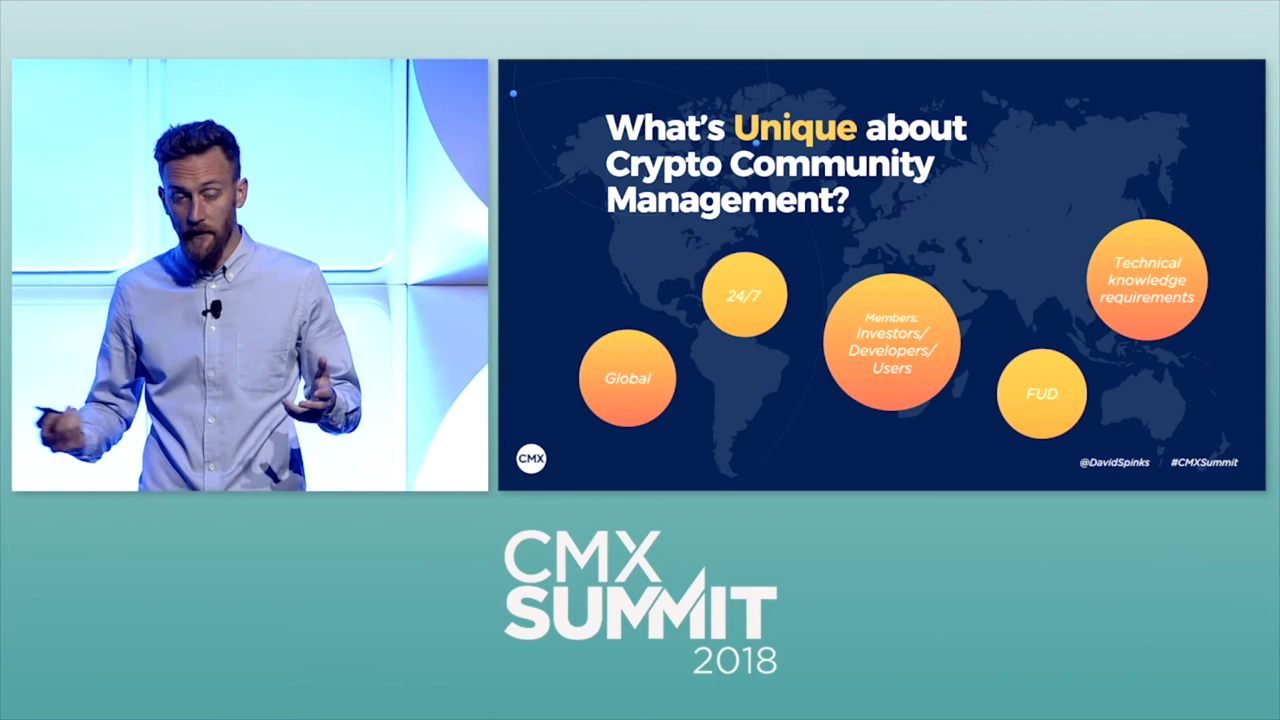 What's Unique about
Crypto Community
Management?
Technical
knowledge
requirements
24/7
Members:
Investors/
Developers/
Users
Global
FUD
CMX
@DavidSpinks | #CMXSummit
CMX
SUMMIT
2018